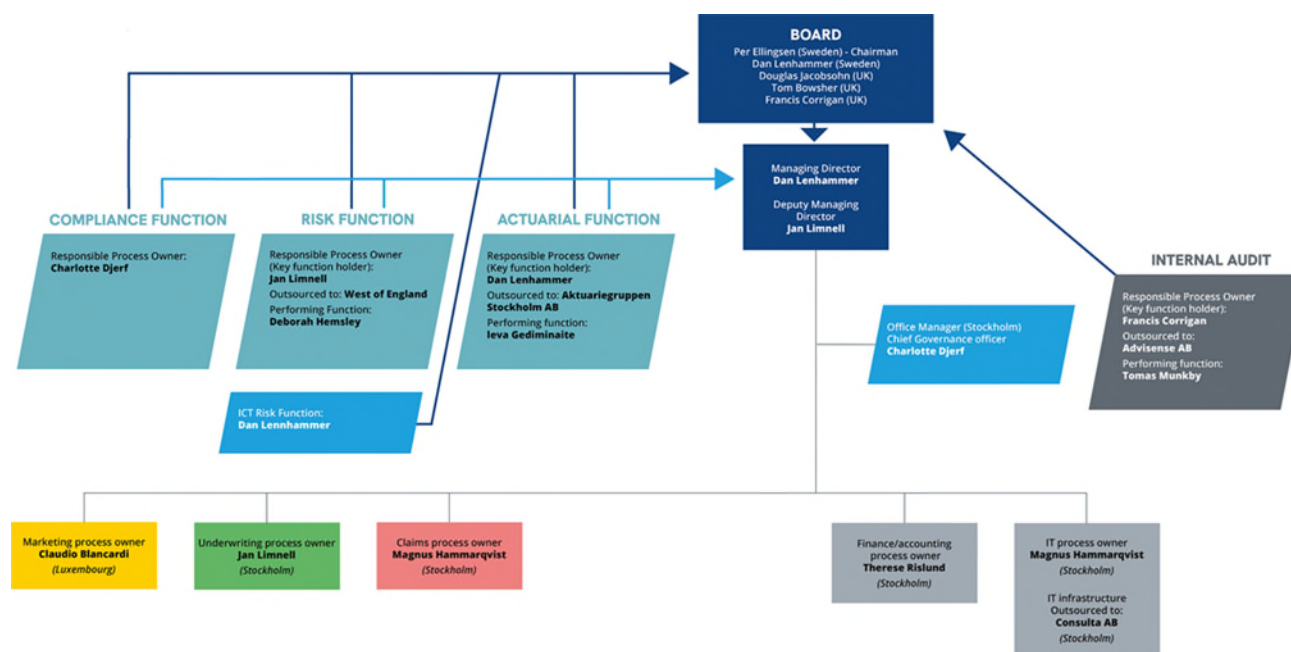 BOARD
Per Ellingsen (Sweden) - Chairman
Dan Lenhammer (Sweden)
Douglas Jacobsohn (UK)
Tom Bowsher (UK)
Francis Corrigan (UK)
Managing Director
Dan Lenhammer
Deputy Managing
Director
Jan Limnell
COMPLIANCE FUNCTION
Responsible Process Owner:
Charlotte Djerf
RISK FUNCTION
Responsible Process Owner
(Key function holder):
Jan Limnell
Outsourced to: West of England
Performing Function:
Deborah Hemsley
ACTUARIAL FUNCTION
Responsible Process Owner
(Key function holder):
Dan Lenhammer
Outsourced to: Aktuariegruppen
Stockholm AB
Performing function:
Ieva Gediminaite
INTERNAL AUDIT
Responsible Process Owner
(Key function holder):
Francis Corrigan
Outsourced to:
Advisense AB
Performing function:
Tomas Munkby
Office Manager (Stockholm)
Chief Governance officer
Charlotte Djerf
ICT Risk Function:
Dan Lennhammer
Marketing process owner
Claudio Blancardi
(Luxembourg)
Underwriting process owner
Jan Limnell
(Stockholm)
Claims process owner
Magnus Hammarqvist
(Stockholm)
Finance/accounting
process owner
Therese Rislund
(Stockholm)
IT process owner
Magnus Hammarqvist
(Stockholm)
IT infrastructure
Outsourced to:
Consulta AB
(Stockholm)